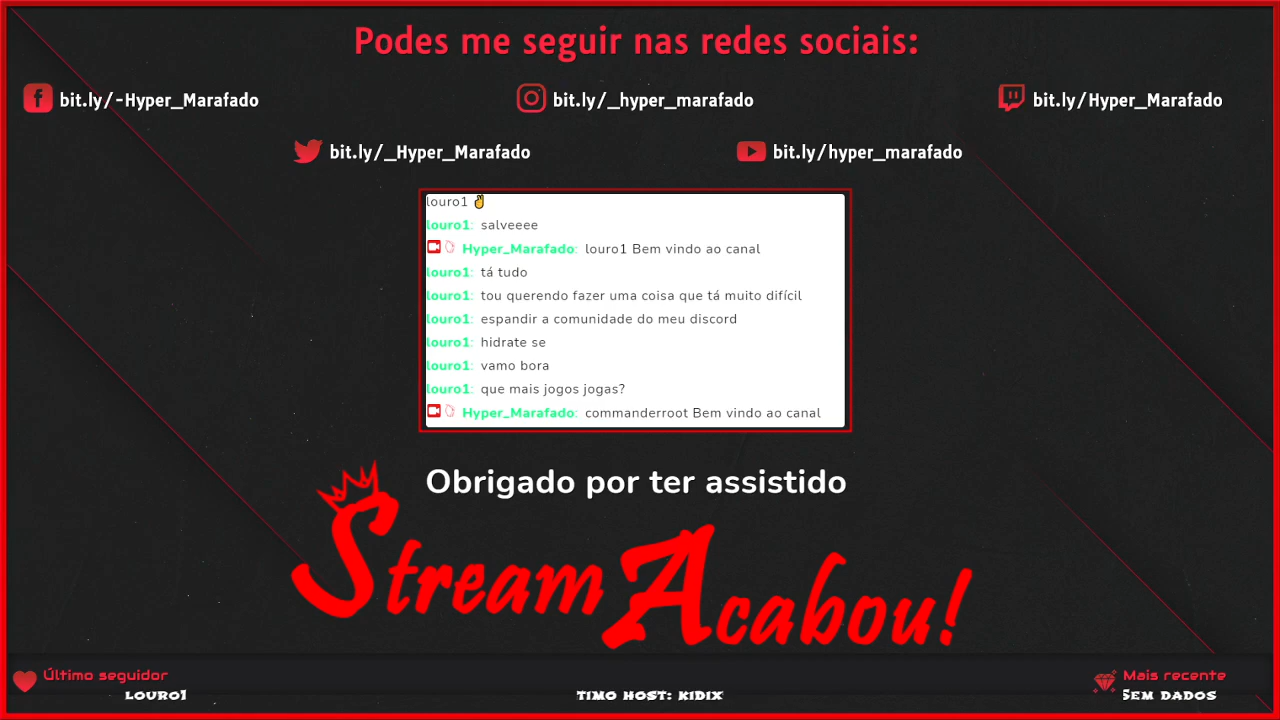 Podes me seguir nas redes sociais:
bit.ly/-Hyper_Marafado
bit.ly/_hyper_marafado
bit.ly/Hyper_Marafado
bit.ly/_Hyper_Marafado
bit.ly/hyper_marafado
louro1 ✌
louro1: salveeee
Hyper_Marafado: louro1 Bem vindo ao canal
louro1: tá tudo
louro1: tou querendo fazer uma coisa que tá muito difícil
louro1: espandir a comunidade do meu discord
louro1: hidrate se
louro1: vamo bora
louro1: que mais jogos jogas?
Hyper_Marafado: commanderroot Bem vindo ao canal
Obrigado por ter assistido
Stream Acabou!
Último seguidor
louro1
timo Host: Kidix
Mais recente
Sem dados